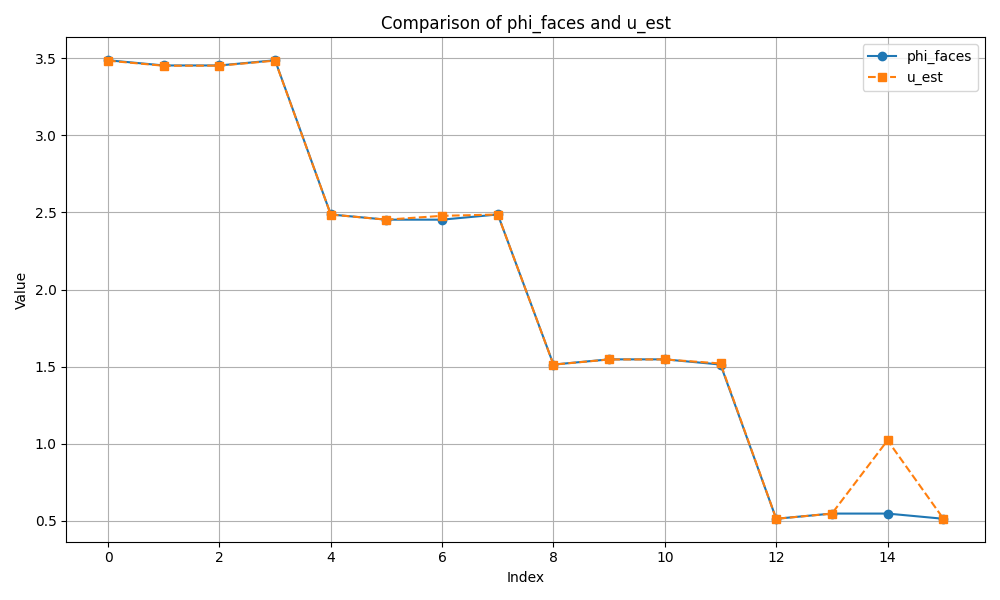 Comparison of phi_faces and u_est
phi_faces
u_est
Value
3.5
3.0
2.5
2.0
1.5
1.0
0.5
0 2 4 6 8 10 12 14
Index